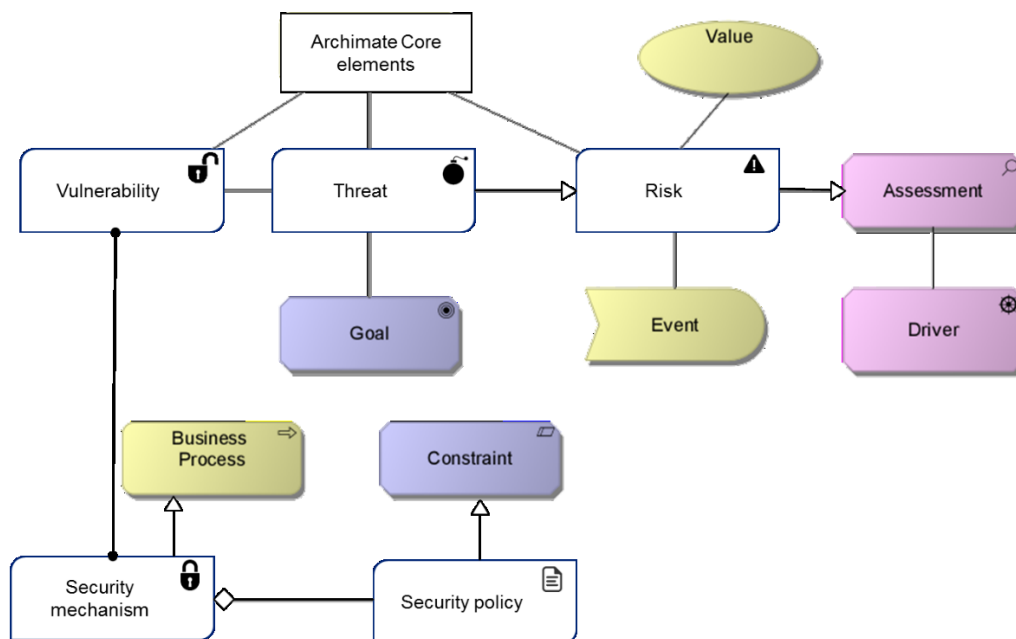 Archimate Core
elements
Value
Vulnerability
Threat
Risk
Assessment
Goal
Event
Driver
Business
Process
Constraint
Security
mechanism
Security policy